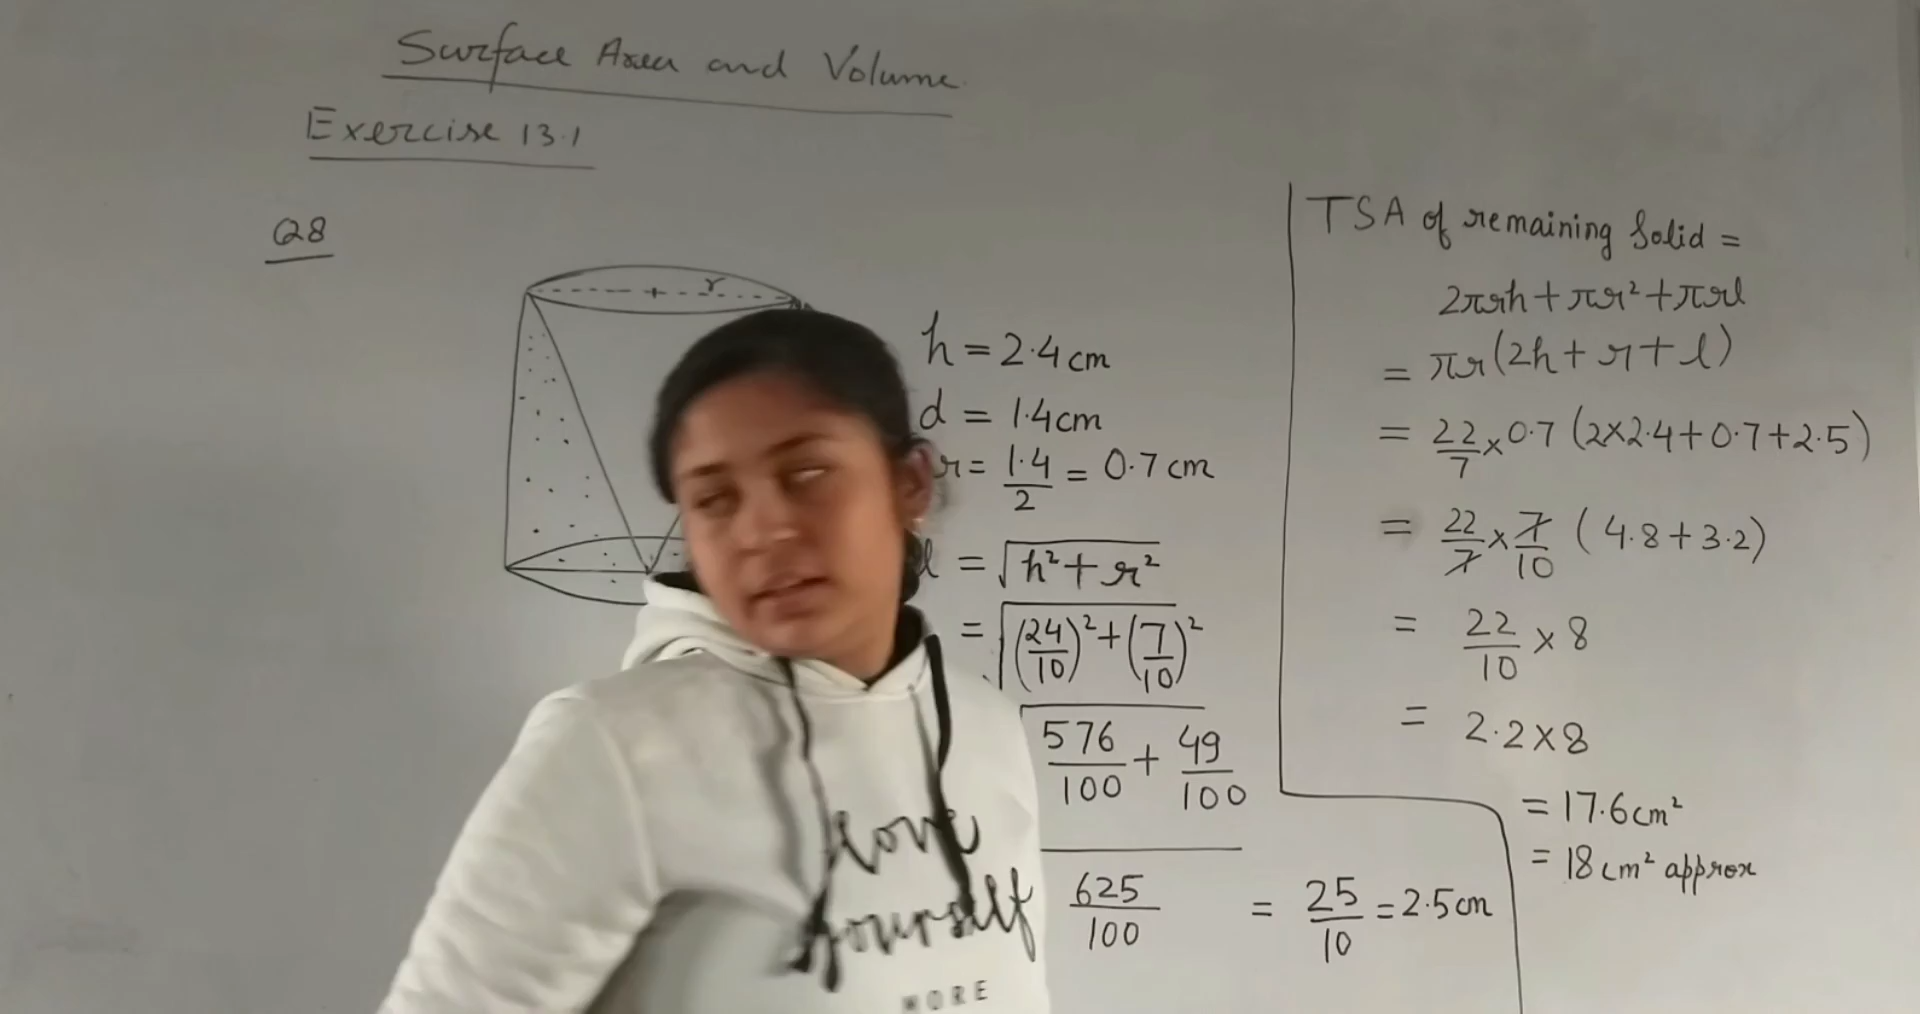 Surface Area and Volume
Exercise 13.1
Q8
r
h = 2.4 cm
d = 1.4 cm
r = 1.4/2 = 0.7 cm
l = √(h² + r²)
= √((24/10)² + (7/10)²)
576/100 + 49/100
625/100 = 25/10 = 2.5 cm
TSA of remaining Solid =
2πrh + πr² + πrl
= πr(2h + r + l)
= 22/7 × 0.7 (2×2.4 + 0.7 + 2.5)
= 22/7 × 7/10 (4.8 + 3.2)
= 22/10 × 8
= 2.2 × 8
= 17.6 cm²
= 18 cm² approx
love
yourself
MORE